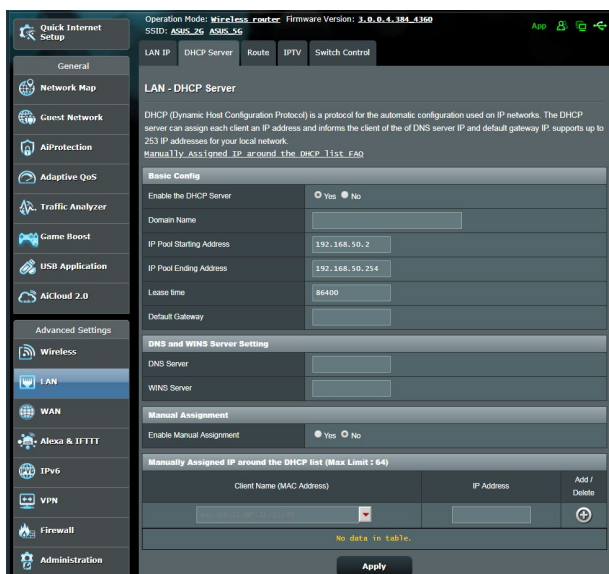 Quick Internet Setup
Operation Mode: Wireless router Firmware Version: 3.0.0.4.384_4360
SSID: ASUS_2G ASUS_5G
App
LAN IP DHCP Server Route IPTV Switch Control
General
Network Map
Guest Network
AiProtection
Adaptive QoS
Traffic Analyzer
Game Boost
USB Application
AiCloud 2.0
Advanced Settings
Wireless
LAN
WAN
Alexa & IFTTT
IPv6
VPN
Firewall
Administration
LAN - DHCP Server
DHCP (Dynamic Host Configuration Protocol) is a protocol for the automatic configuration used on IP networks. The DHCP
server can assign each client an IP address and informs the client of the of DNS server IP and default gateway IP. supports up to
253 IP addresses for your local network.
Manually Assigned IP around the DHCP list FAQ
Basic Config
Enable the DHCP Server Yes No
Domain Name
IP Pool Starting Address 192.168.50.2
IP Pool Ending Address 192.168.50.254
Lease time 86400
Default Gateway
DNS and WINS Server Setting
DNS Server
WINS Server
Manual Assignment
Enable Manual Assignment Yes No
Manually Assigned IP around the DHCP list (Max Limit : 64)
Client Name (MAC Address) IP Address Add / Delete
No data in table.
Apply